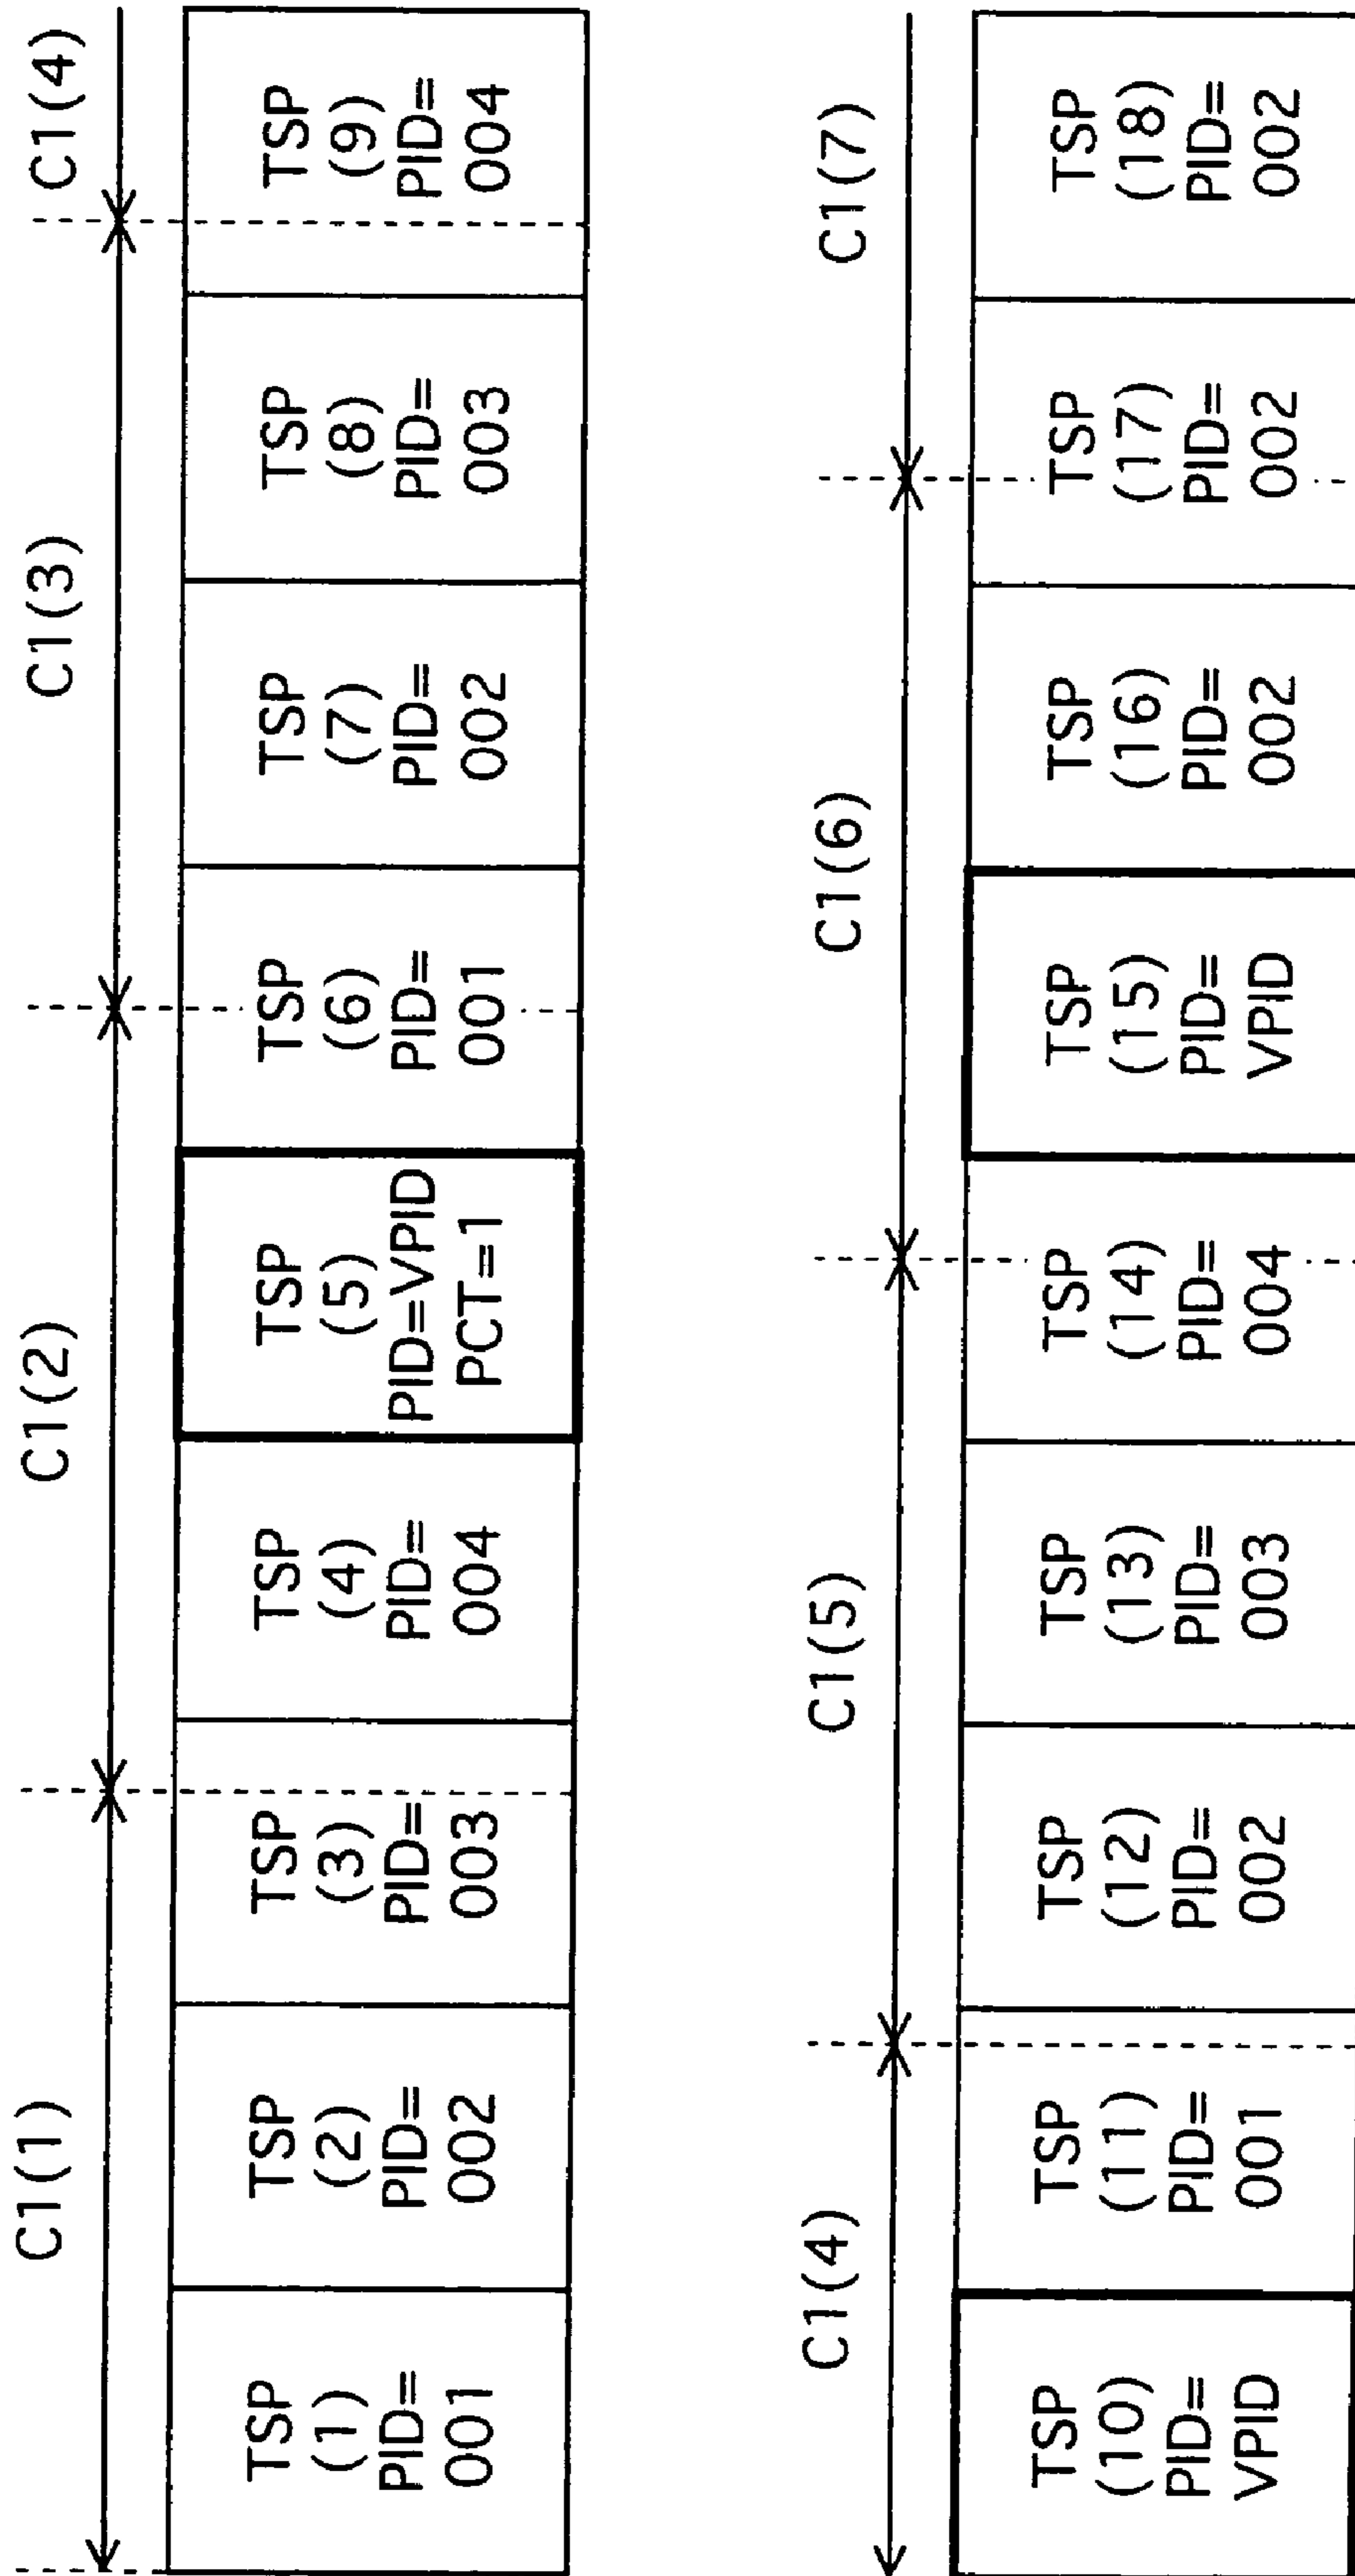 C1(1)
C1(2)
C1(3)
C1(4)
TSP
(1)
PID=
001
TSP
(2)
PID=
002
TSP
(3)
PID=
003
TSP
(4)
PID=
004
TSP
(5)
PID=VPID
PCT=1
TSP
(6)
PID=
001
TSP
(7)
PID=
002
TSP
(8)
PID=
003
TSP
(9)
PID=
004
C1(4)
C1(5)
C1(6)
C1(7)
TSP
(10)
PID=
VPID
TSP
(11)
PID=
001
TSP
(12)
PID=
002
TSP
(13)
PID=
003
TSP
(14)
PID=
004
TSP
(15)
PID=
VPID
TSP
(16)
PID=
002
TSP
(17)
PID=
002
TSP
(18)
PID=
002